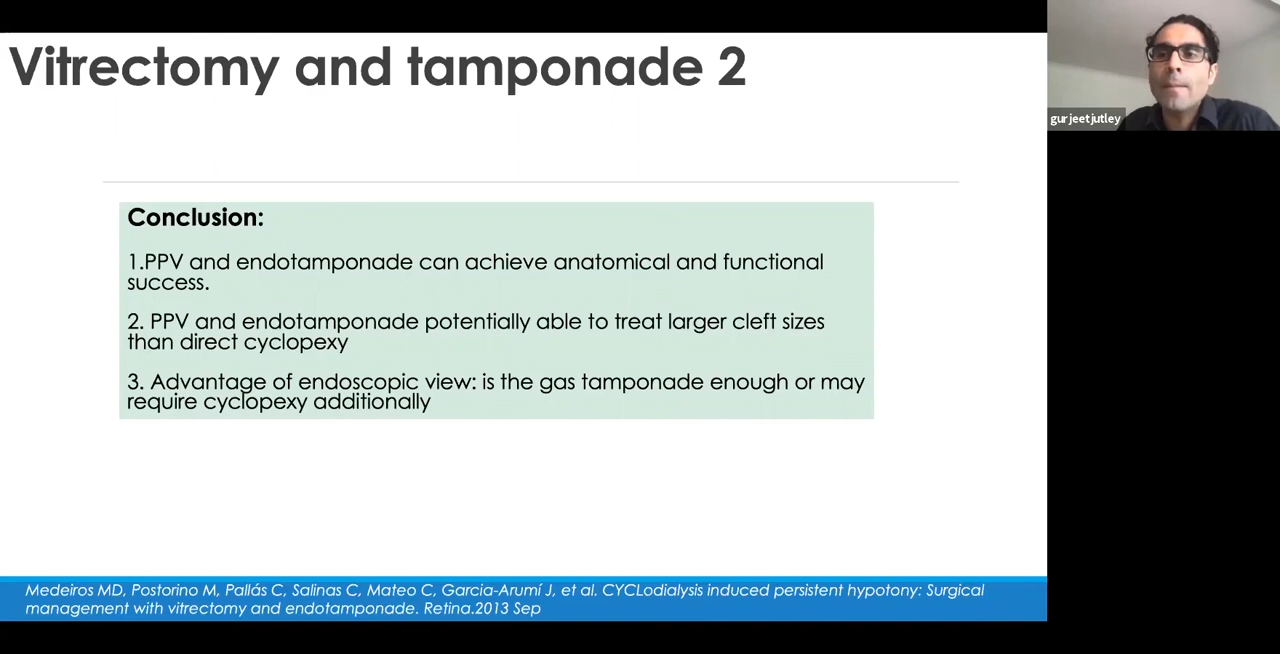 Vitrectomy and tamponade 2
gurjeetjutley
Conclusion:
1.PPV and endotamponade can achieve anatomical and functional
success.
2. PPV and endotamponade potentially able to treat larger cleft sizes
than direct cyclopexy
3. Advantage of endoscopic view: is the gas tamponade enough or may
require cyclopexy additionally
Medeiros MD, Postorino M, Pallás C, Salinas C, Mateo C, Garcia-Arumí J, et al. CYCLodialysis induced persistent hypotony: Surgical
management with vitrectomy and endotamponade. Retina.2013 Sep